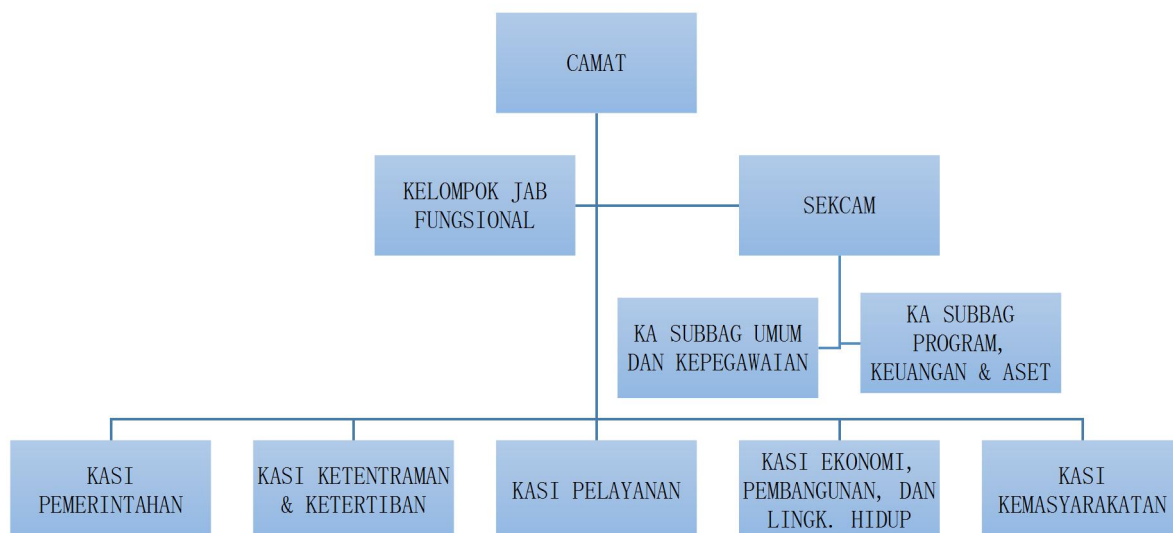 CAMAT
KELOMPOK JAB
FUNGSIONAL
SEKCAM
KA SUBBAG UMUM
DAN KEPEGAWAIAN
KA SUBBAG
PROGRAM,
KEUANGAN & ASET
KASI
PEMERINTAHAN
KASI KETENTRAMAN
& KETERTIBAN
KASI PELAYANAN
KASI EKONOMI,
PEMBANGUNAN, DAN
LINGK. HIDUP
KASI
KEMASYARAKATAN